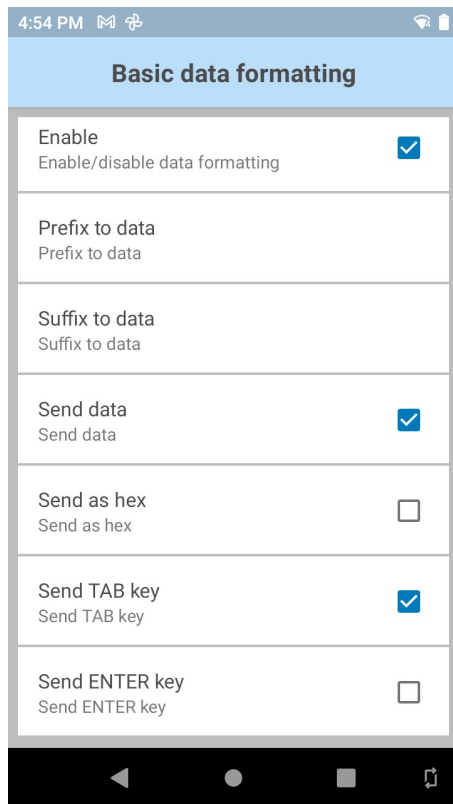 4:54 PM
Basic data formatting
Enable
Enable/disable data formatting
Prefix to data
Prefix to data
Suffix to data
Suffix to data
Send data
Send data
Send as hex
Send as hex
Send TAB key
Send TAB key
Send ENTER key
Send ENTER key